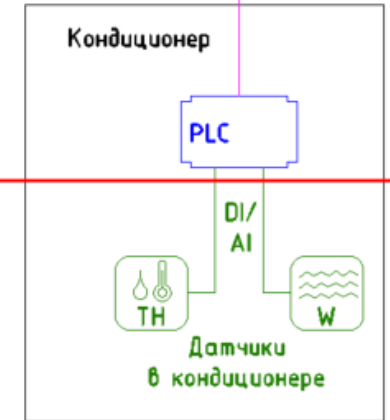 Кондиционер
PLC
DI/
AI
TH
W
Датчики
в кондиционере